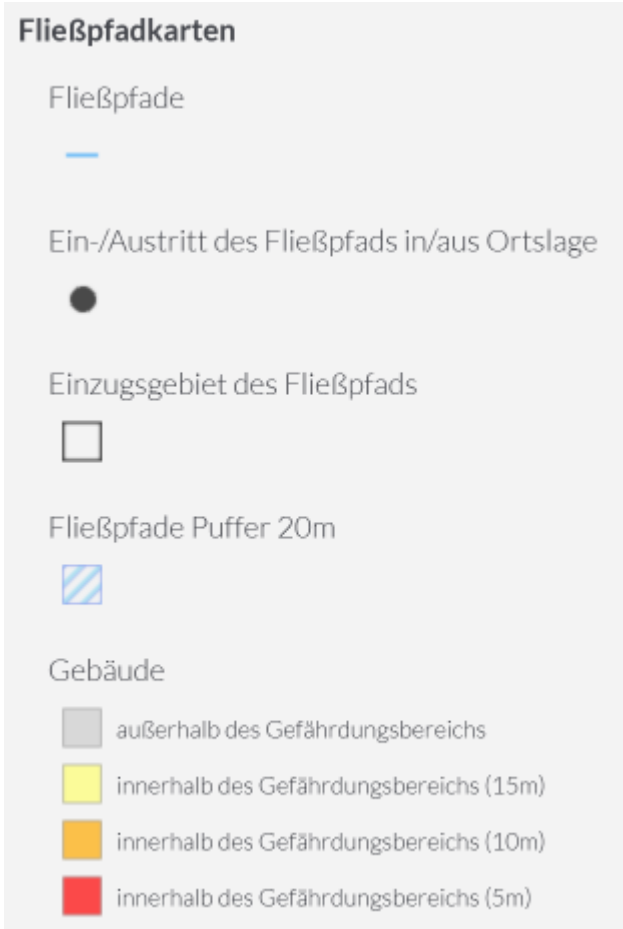 Fließpfadkarten
Fließpfade
Ein-/Austritt des Fließpfads in/aus Ortslage
Einzugsgebiet des Fließpfads
Fließpfade Puffer 20m
Gebäude
außerhalb des Gefährdungsbereichs
innerhalb des Gefährdungsbereichs (15m)
innerhalb des Gefährdungsbereichs (10m)
innerhalb des Gefährdungsbereichs (5m)